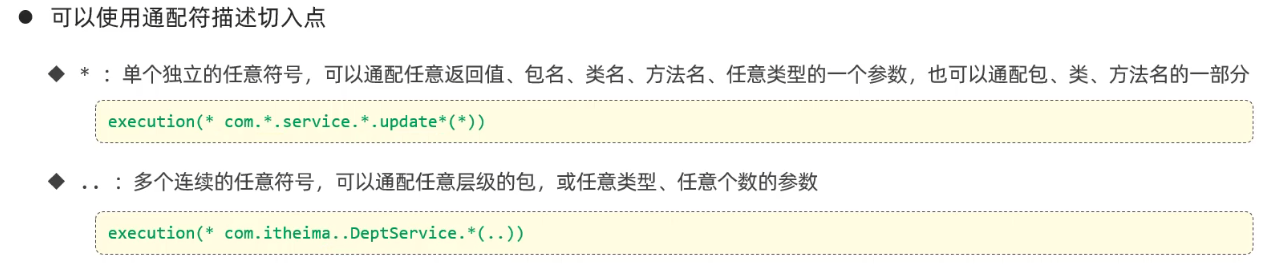 ● 可以使用通配符描述切入点
◆ * ：单个独立的任意符号，可以通配任意返回值、包名、类名、方法名、任意类型的一个参数，也可以通配包、类、方法名的一部分
execution(* com.*.service.*.update*(*))
◆ .. ：多个连续的任意符号，可以通配任意层级的包，或任意类型、任意个数的参数
execution(* com.itheima..DeptService.*(..))